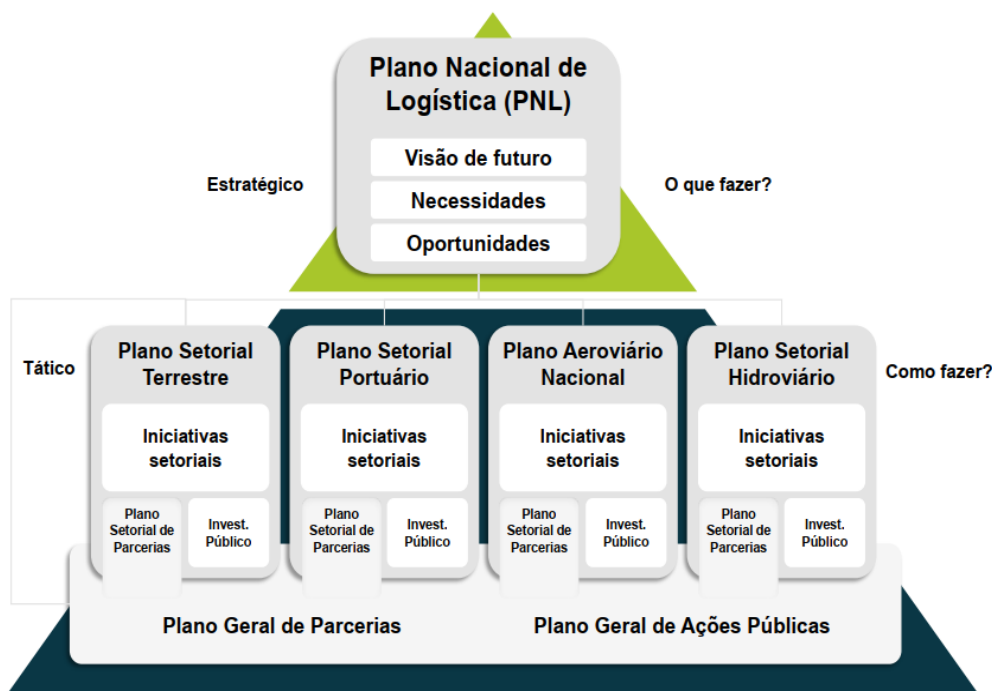 Plano Nacional de
Logística (PNL)
Visão de futuro
Estratégico
O que fazer?
Necessidades
Oportunidades
Tático
Plano Setorial
Terrestre
Iniciativas
setoriais
Plano
Setorial de
Parcerias
Invest.
Público
Plano Setorial
Portuário
Iniciativas
setoriais
Plano
Setorial de
Parcerias
Invest.
Público
Plano Aeroviário
Nacional
Iniciativas
setoriais
Plano
Setorial de
Parcerias
Invest.
Público
Plano Setorial
Hidroviário
Iniciativas
setoriais
Plano
Setorial de
Parcerias
Invest.
Público
Como fazer?
Plano Geral de Parcerias
Plano Geral de Ações Públicas